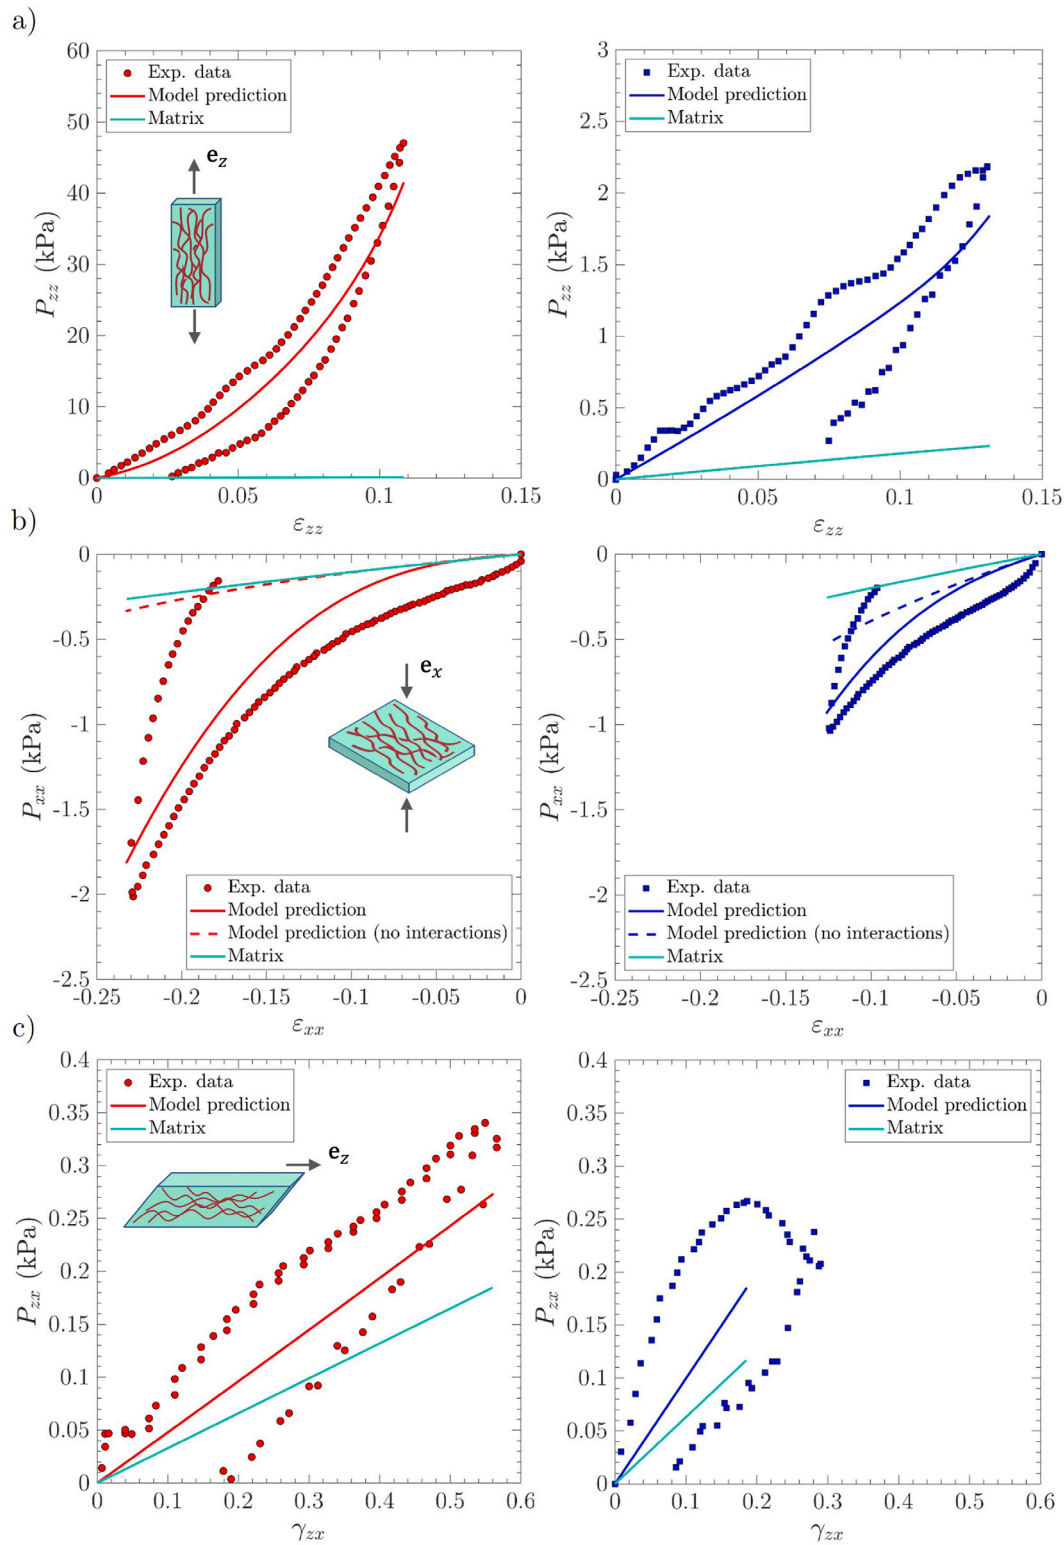 a)
60
50
40
30
20
10
0
0
0.05
0.1
0.15
P_zz (kPa)
ε_zz
Exp. data
Model prediction
Matrix
e_z
3
2.5
2
1.5
1
0.5
0
0
0.05
0.1
0.15
P_zz (kPa)
ε_zz
Exp. data
Model prediction
Matrix
b)
0
-0.5
-1
-1.5
-2
-2.5
-0.25
-0.2
-0.15
-0.1
-0.05
0
P_xx (kPa)
ε_xx
e_x
Exp. data
Model prediction
Model prediction (no interactions)
Matrix
0
-0.5
-1
-1.5
-2
-2.5
-0.25
-0.2
-0.15
-0.1
-0.05
0
P_xx (kPa)
ε_xx
Exp. data
Model prediction
Model prediction (no interactions)
Matrix
c)
0.4
0.35
0.3
0.25
0.2
0.15
0.1
0.05
0
0
0.1
0.2
0.3
0.4
0.5
0.6
P_zx (kPa)
γ_zx
Exp. data
Model prediction
Matrix
e_z
0.4
0.35
0.3
0.25
0.2
0.15
0.1
0.05
0
0
0.1
0.2
0.3
0.4
0.5
0.6
P_zx (kPa)
γ_zx
Exp. data
Model prediction
Matrix